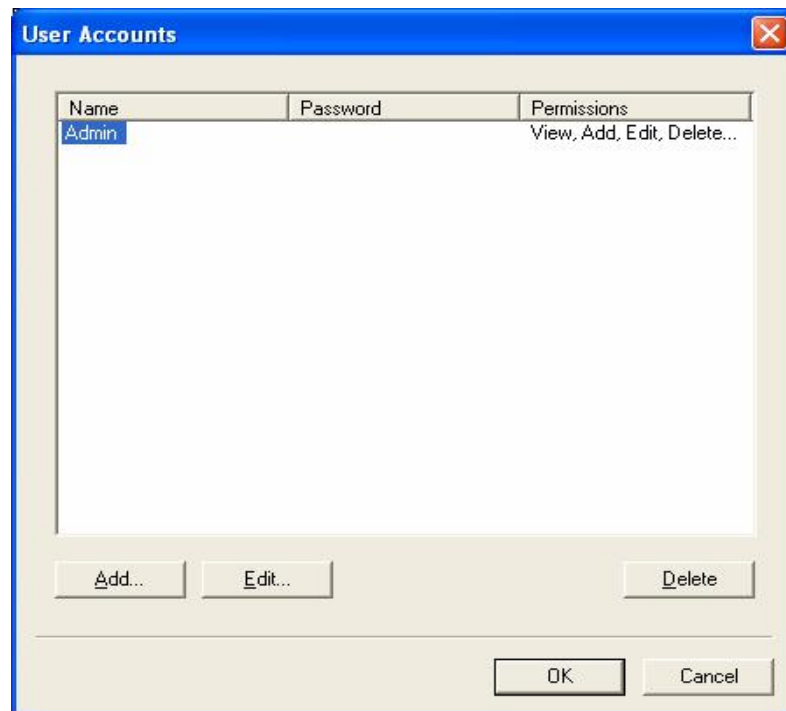 User Accounts
Name Password Permissions
Admin View, Add, Edit, Delete...
Add... Edit... Delete
OK Cancel